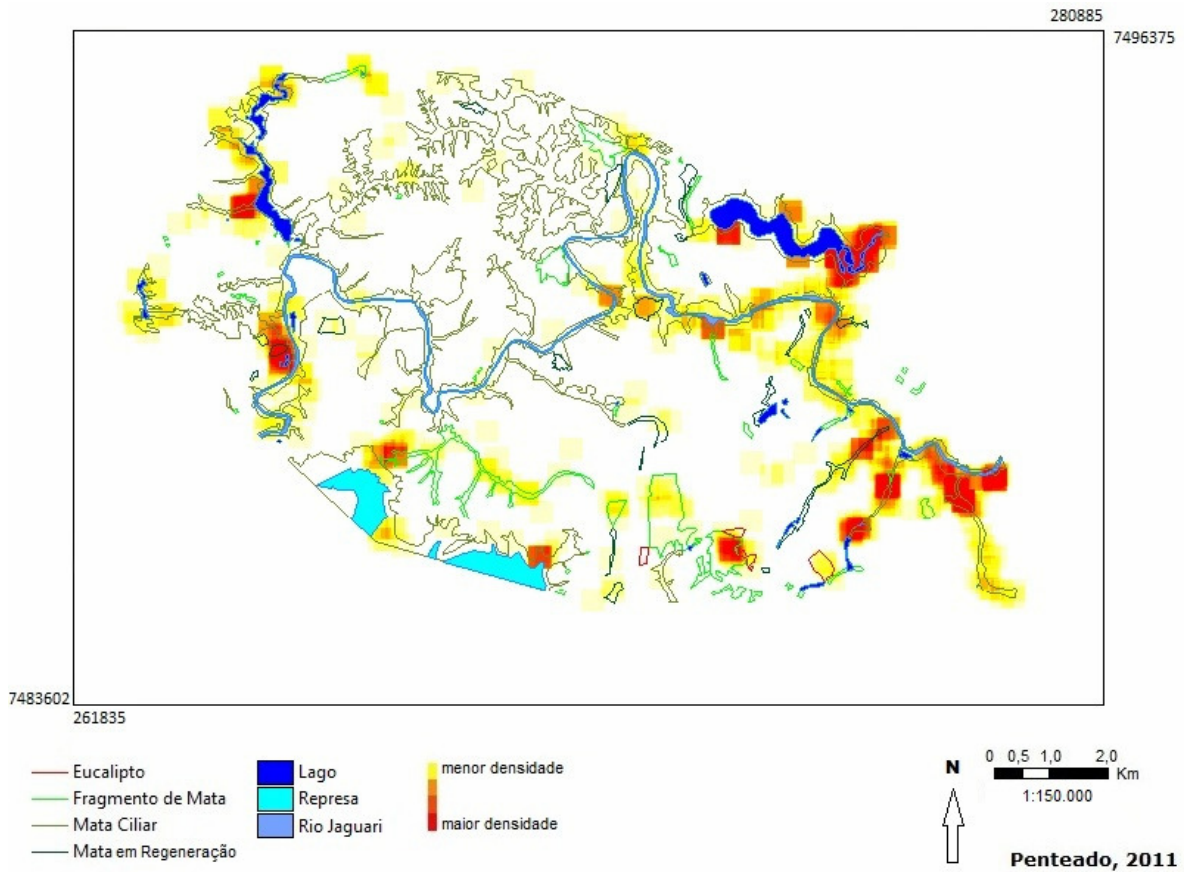 280885
7496375
7483602
261835
Eucalipto
Fragmento de Mata
Mata Ciliar
Mata em Regeneração
Lago
Represa
Rio Jaguari
menor densidade
maior densidade
N
0 0,5 1,0 2,0
Km
1:150.000
Penteado, 2011